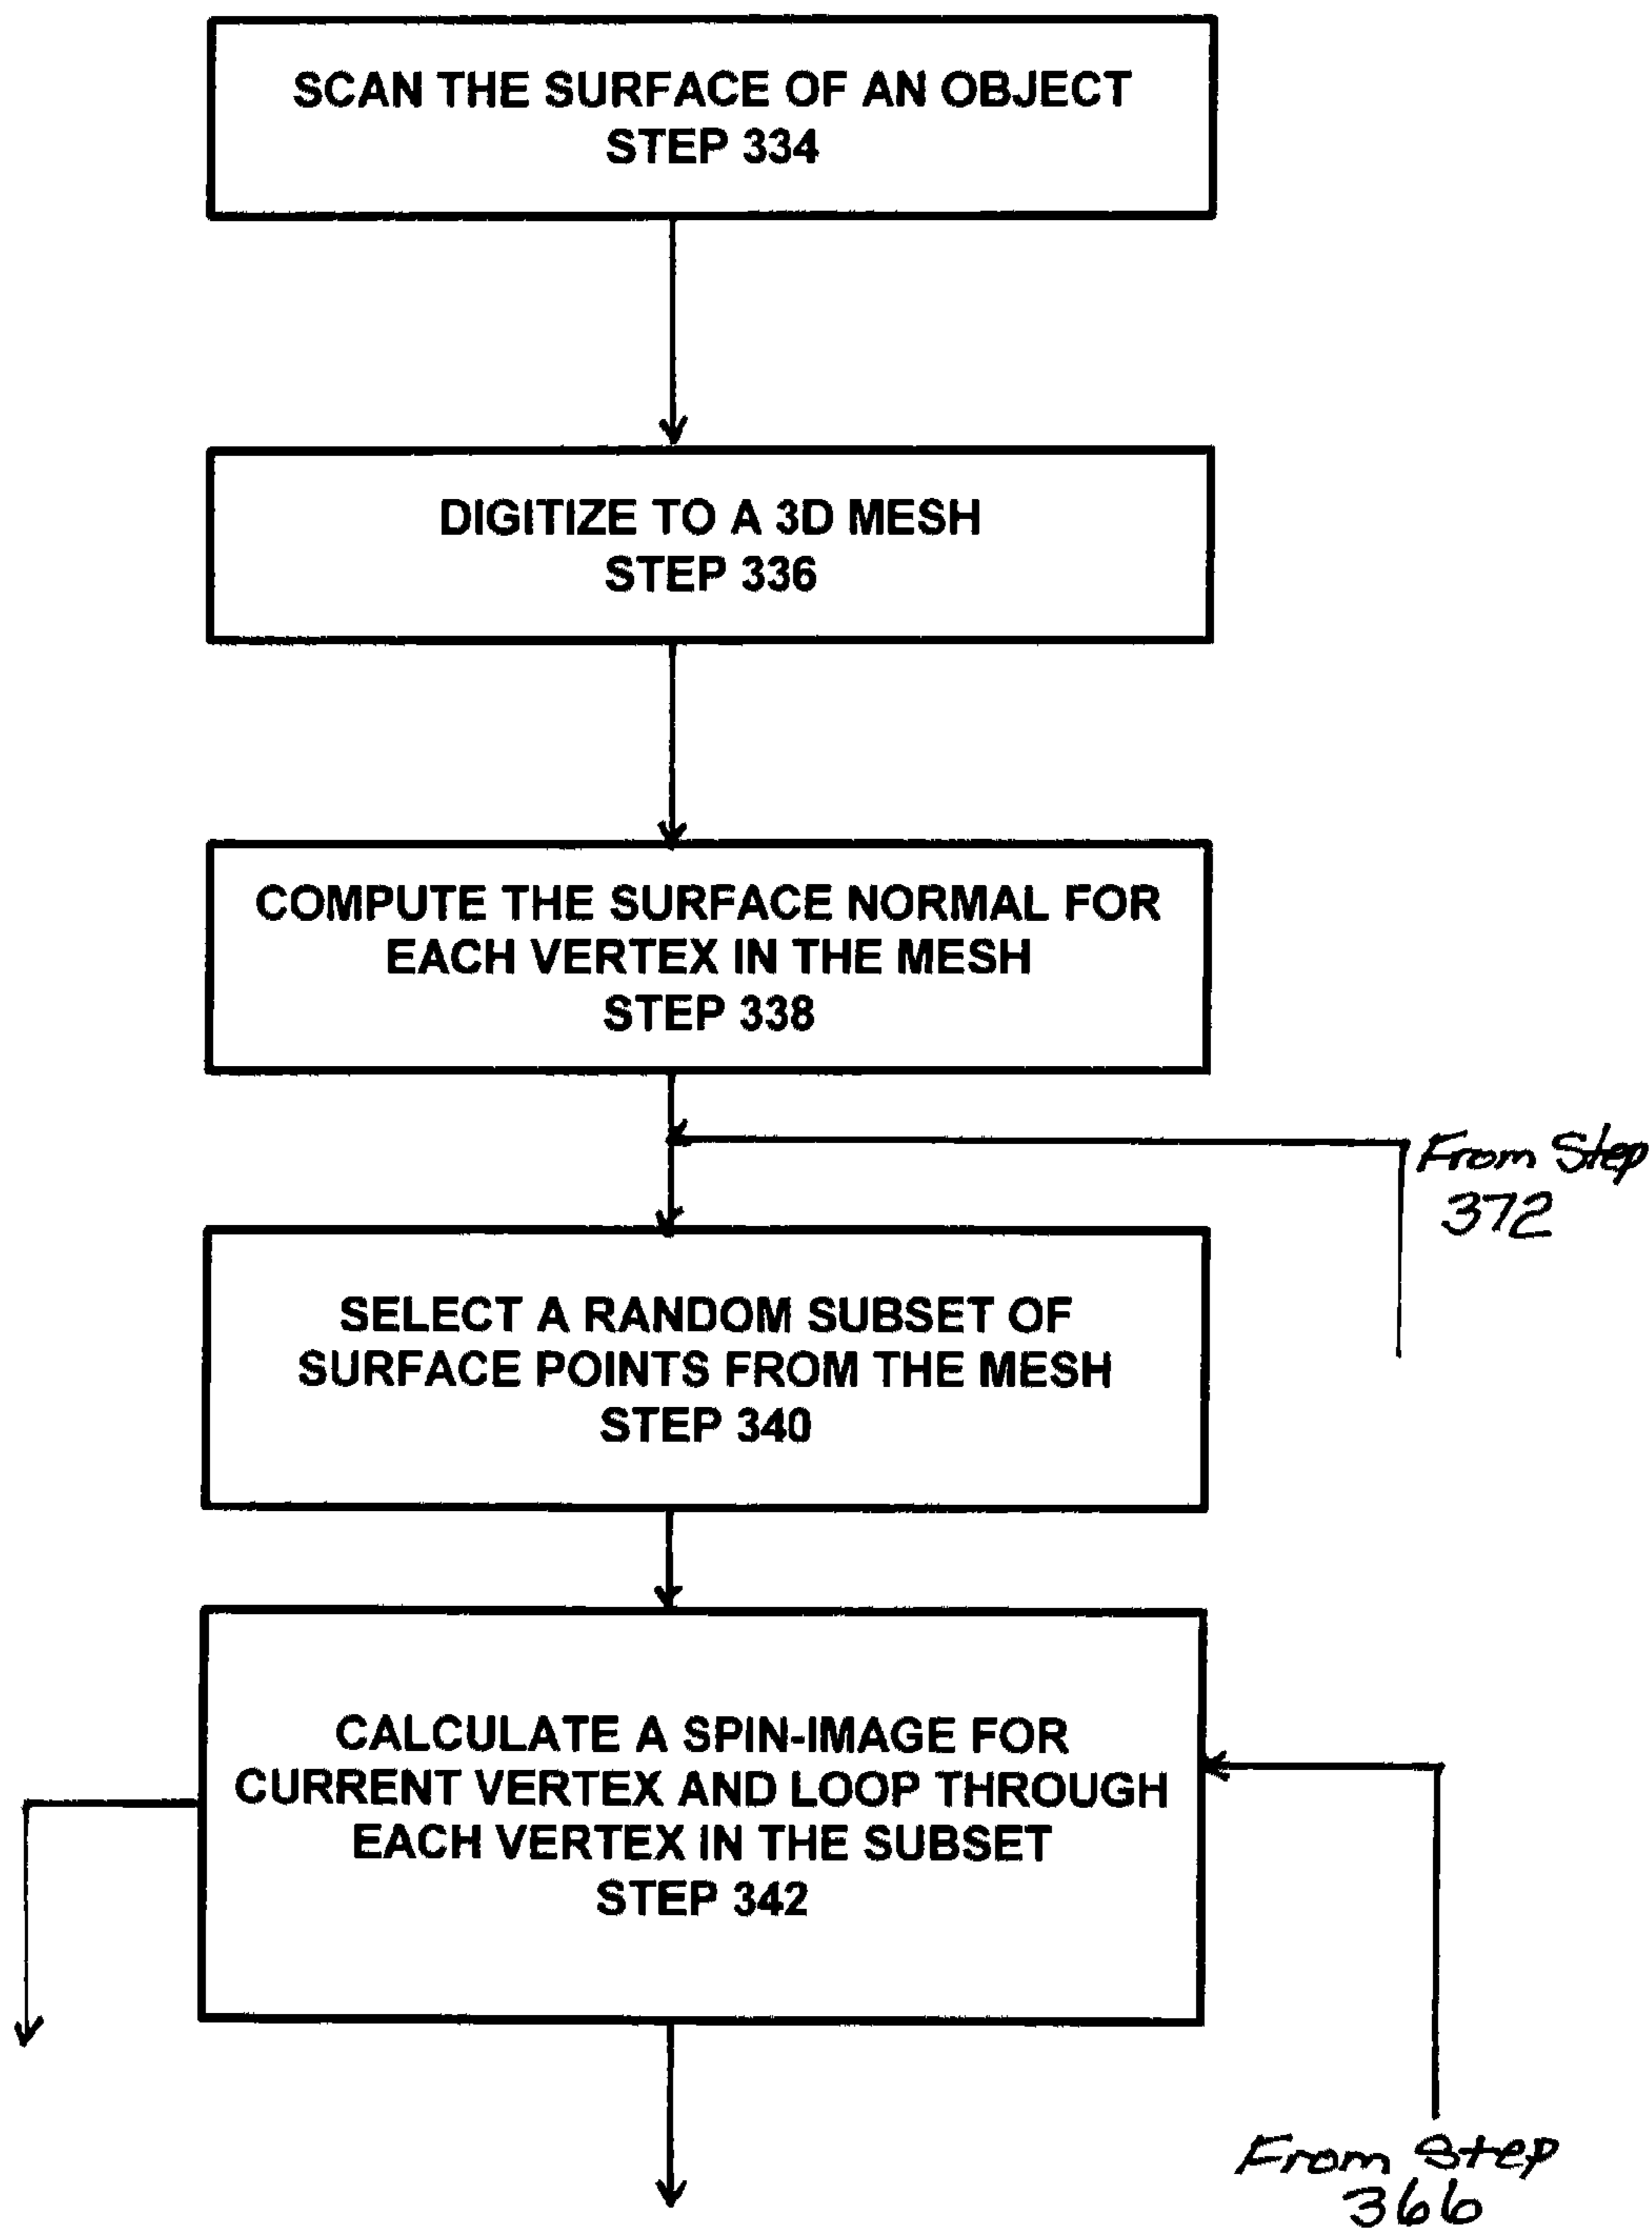 SCAN THE SURFACE OF AN OBJECT
STEP 334
DIGITIZE TO A 3D MESH
STEP 336
COMPUTE THE SURFACE NORMAL FOR
EACH VERTEX IN THE MESH
STEP 338
From Step
372
SELECT A RANDOM SUBSET OF
SURFACE POINTS FROM THE MESH
STEP 340
CALCULATE A SPIN-IMAGE FOR
CURRENT VERTEX AND LOOP THROUGH
EACH VERTEX IN THE SUBSET
STEP 342
From Step
366